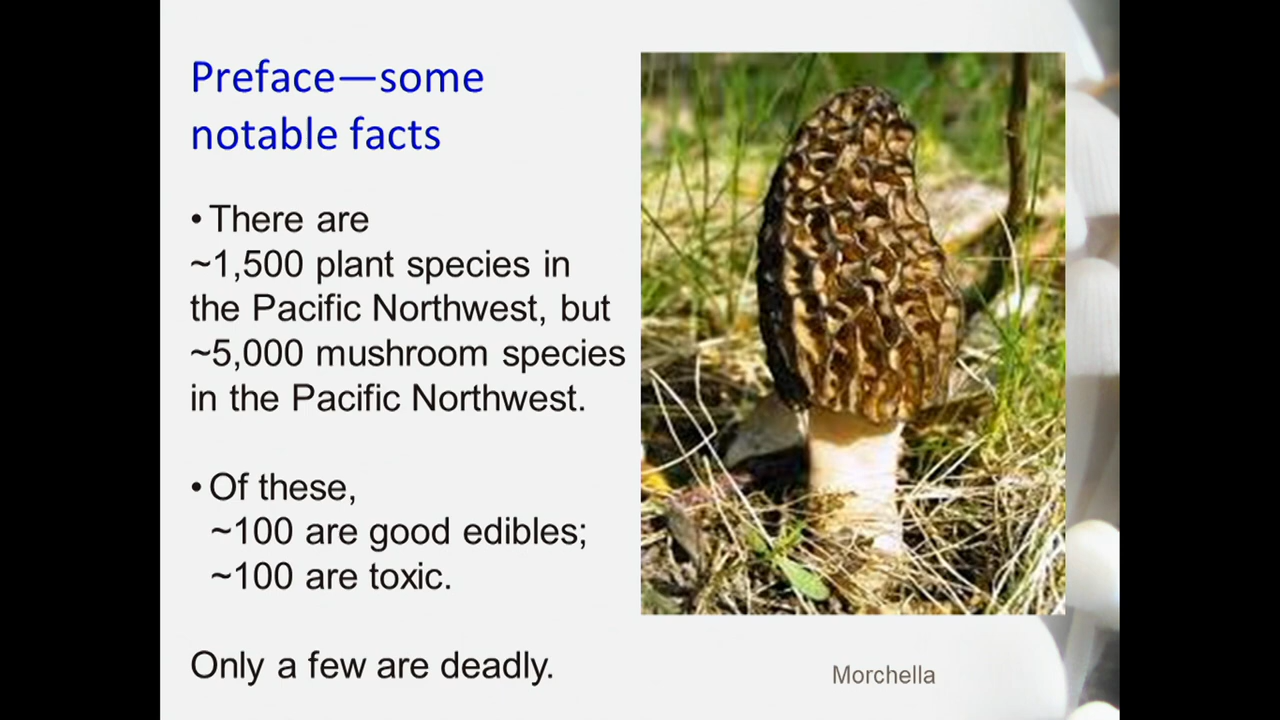 Preface—some
notable facts
• There are
~1,500 plant species in
the Pacific Northwest, but
~5,000 mushroom species
in the Pacific Northwest.
• Of these,
~100 are good edibles;
~100 are toxic.
Only a few are deadly.
Morchella